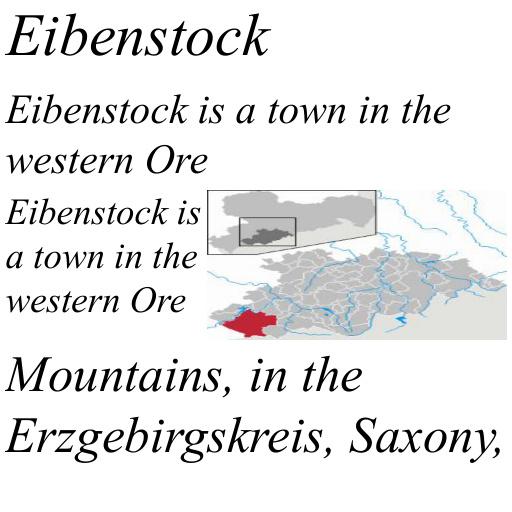 Eibenstock
Eibenstock is a town in the
western Ore
Eibenstock is
a town in the
western Ore
Mountains, in the
Erzgebirgskreis, Saxony,